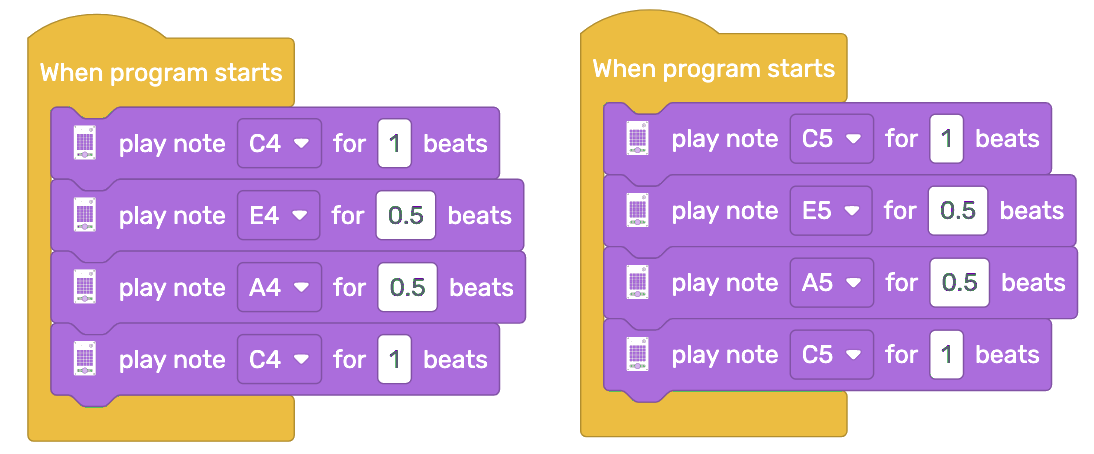 When program starts
play note C4 for 1 beats
play note E4 for 0.5 beats
play note A4 for 0.5 beats
play note C4 for 1 beats
When program starts
play note C5 for 1 beats
play note E5 for 0.5 beats
play note A5 for 0.5 beats
play note C5 for 1 beats